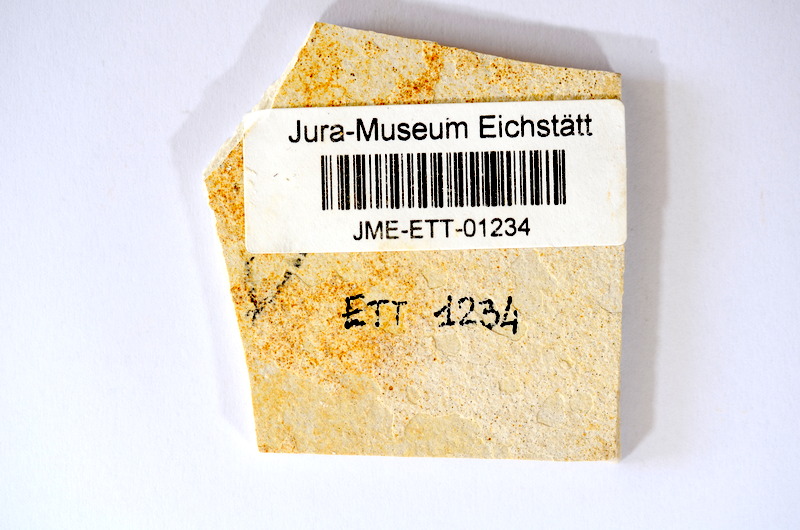 Jura-Museum Eichstätt
JME-ETT-01234
ETT 1234